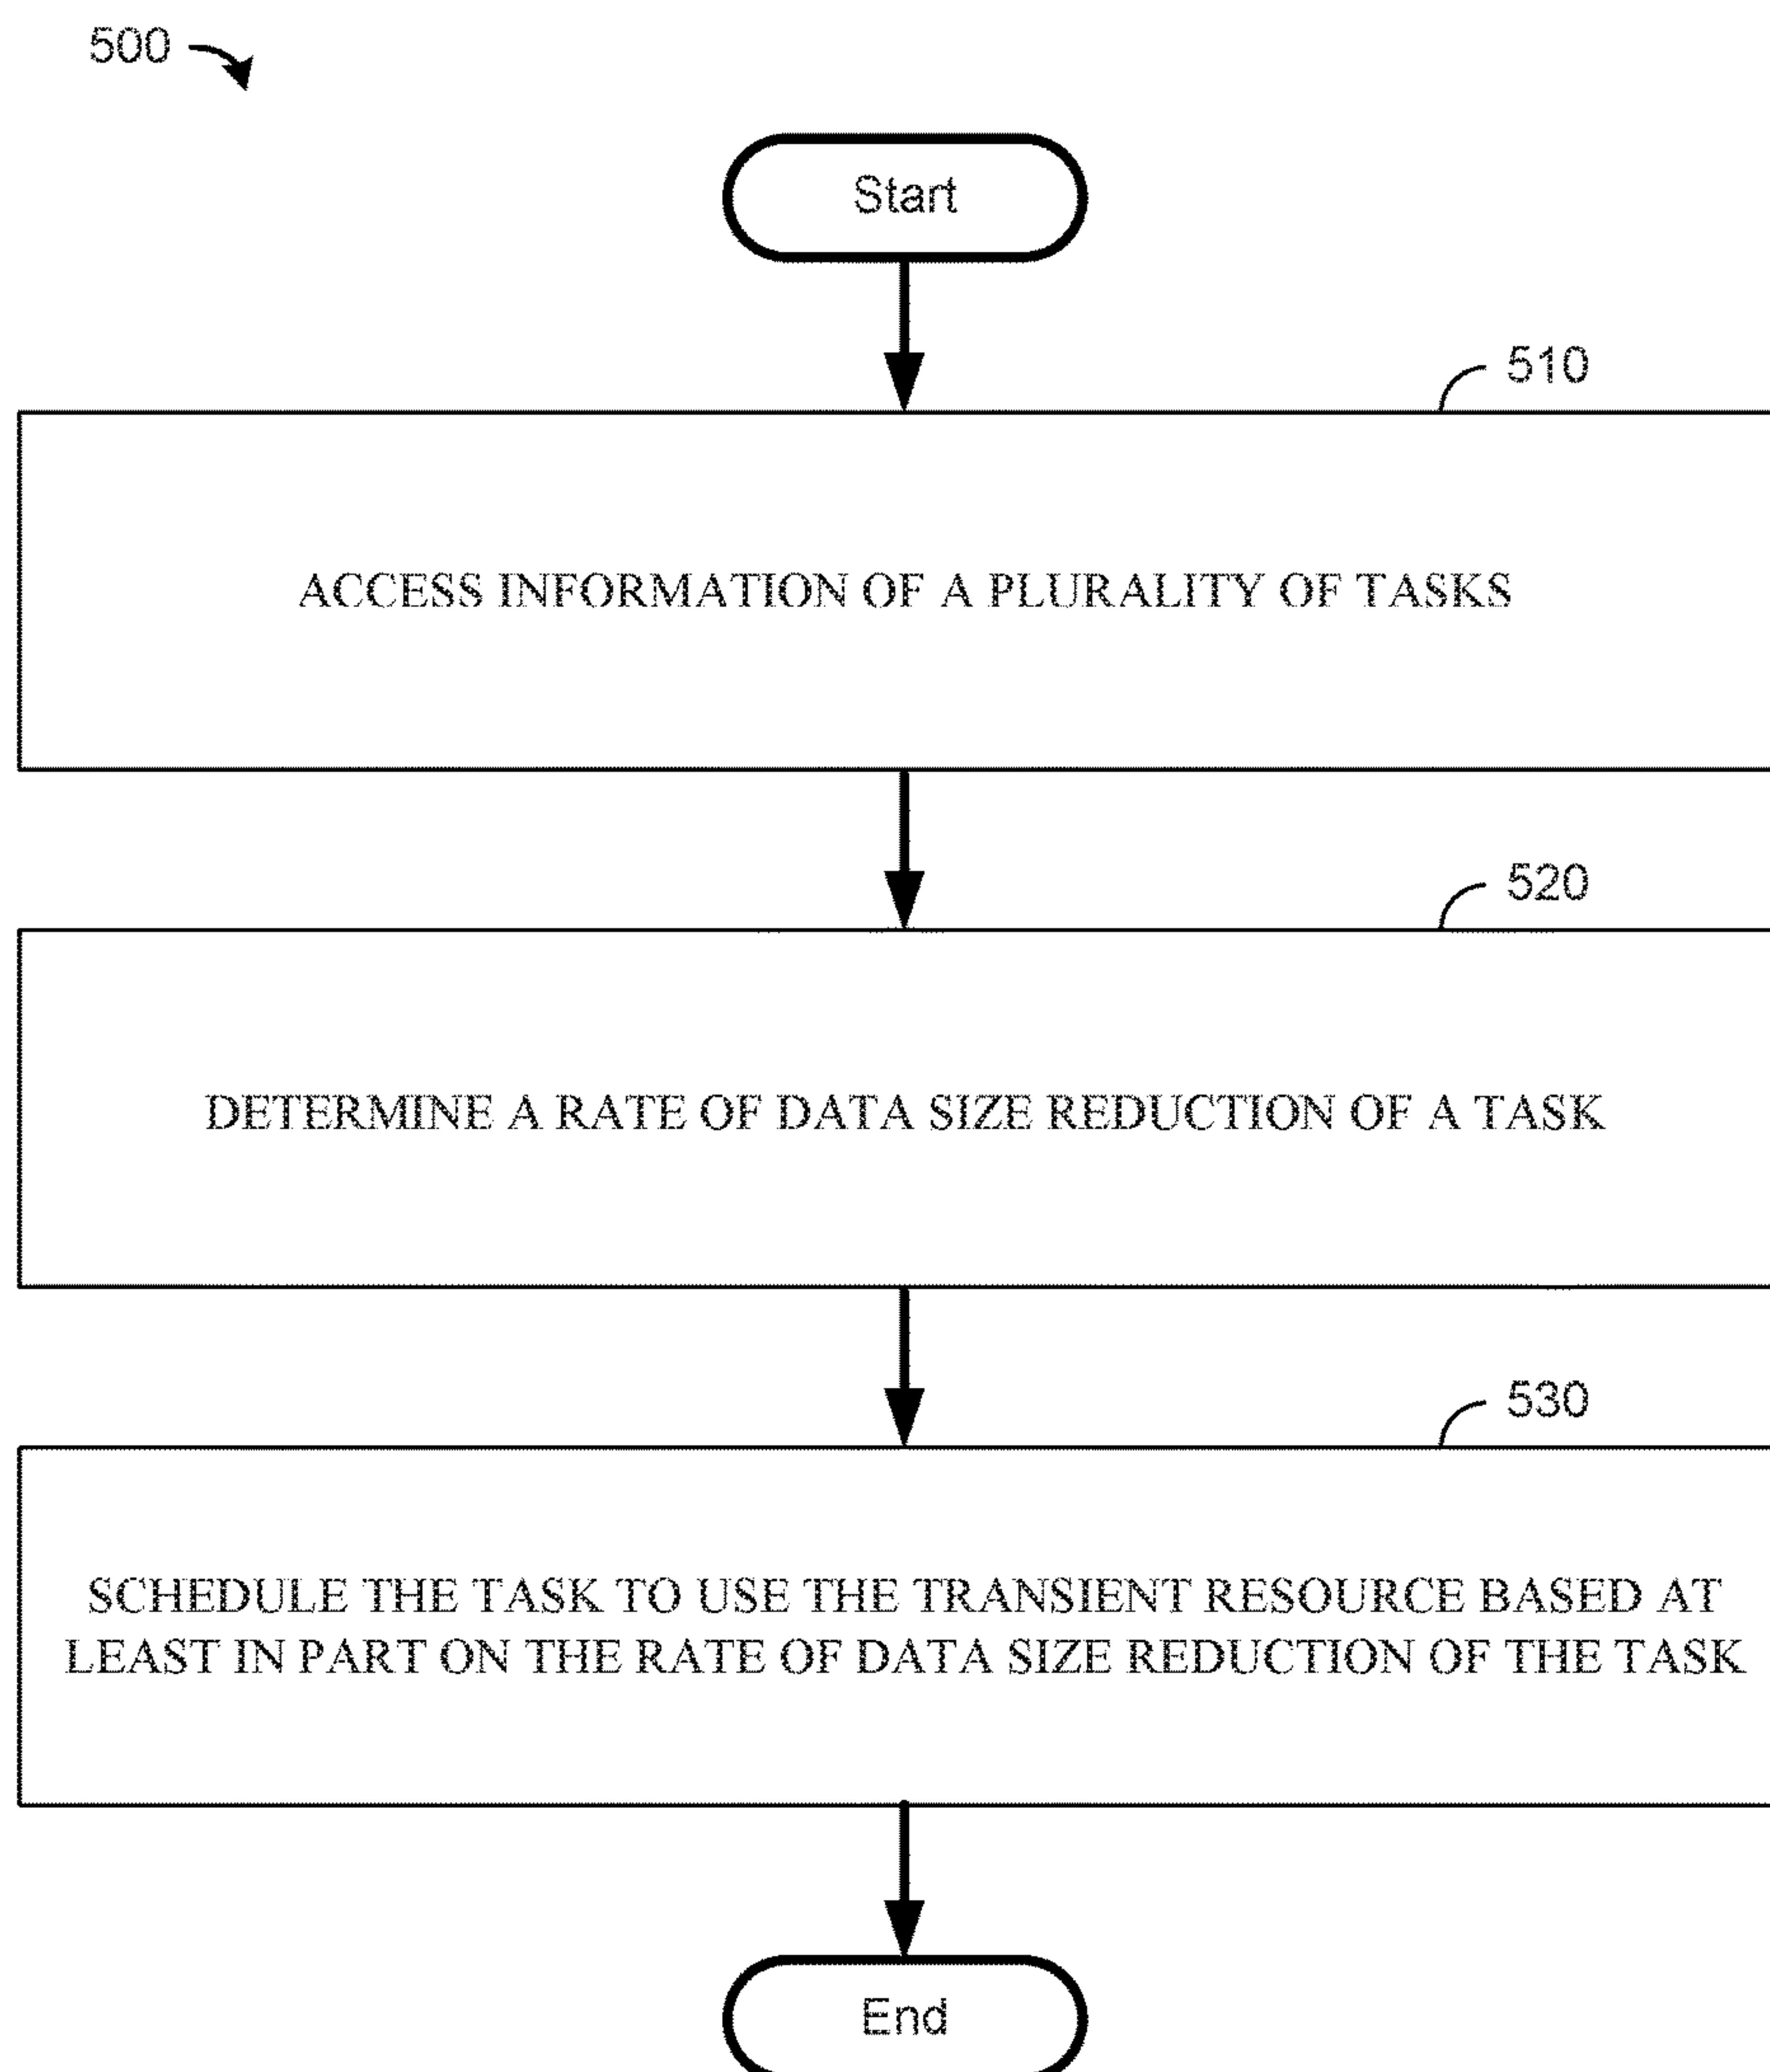 500
Start
510
ACCESS INFORMATION OF A PLURALITY OF TASKS
520
DETERMINE A RATE OF DATA SIZE REDUCTION OF A TASK
530
SCHEDULE THE TASK TO USE THE TRANSIENT RESOURCE BASED AT
LEAST IN PART ON THE RATE OF DATA SIZE REDUCTION OF THE TASK
End